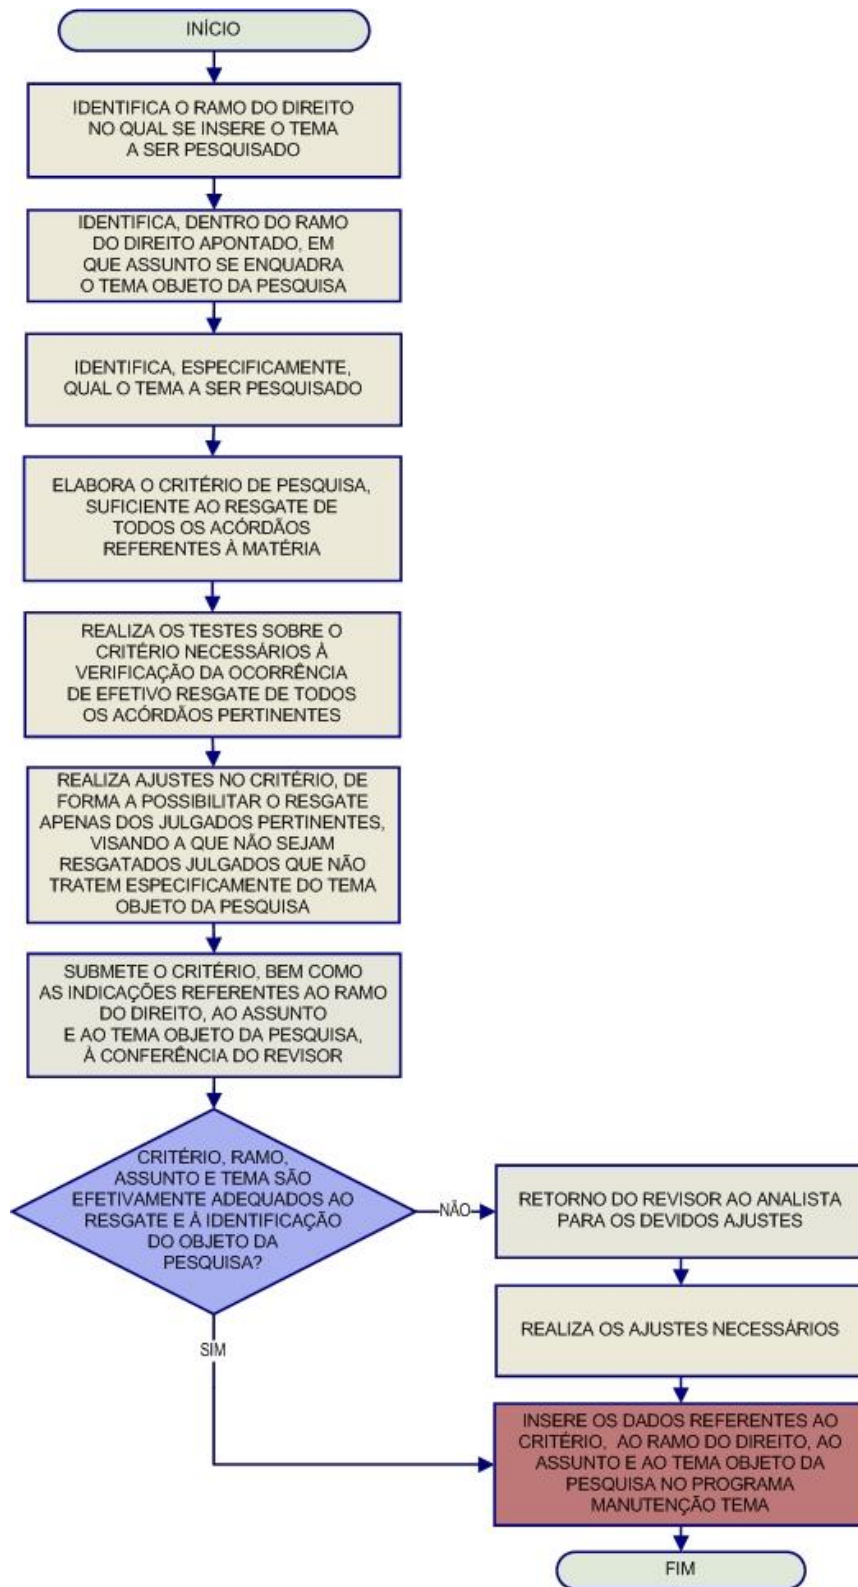 INÍCIO
IDENTIFICA O RAMO DO DIREITO
NO QUAL SE INSERE O TEMA
A SER PESQUISADO
IDENTIFICA, DENTRO DO RAMO
DO DIREITO APONTADO, EM
QUE ASSUNTO SE ENQUADRA
O TEMA OBJETO DA PESQUISA
IDENTIFICA, ESPECIFICAMENTE,
QUAL O TEMA A SER PESQUISADO
ELABORA O CRITÉRIO DE PESQUISA,
SUFICIENTE AO RESGATE DE
TODOS OS ACÓRDÃOS
REFERENTES À MATÉRIA
REALIZA OS TESTES SOBRE O
CRITÉRIO NECESSÁRIOS À
VERIFICAÇÃO DA OCORRÊNCIA
DE EFETIVO RESGATE DE TODOS
OS ACÓRDÃOS PERTINENTES
REALIZA AJUSTES NO CRITÉRIO, DE
FORMA A POSSIBILITAR O RESGATE
APENAS DOS JULGADOS PERTINENTES,
VISANDO A QUE NÃO SEJAM
RESGATADOS JULGADOS QUE NÃO
TRATEM ESPECIFICAMENTE DO TEMA
OBJETO DA PESQUISA
SUBMETE O CRITÉRIO, BEM COMO
AS INDICAÇÕES REFERENTES AO RAMO
DO DIREITO, AO ASSUNTO
E AO TEMA OBJETO DA PESQUISA,
À CONFERÊNCIA DO REVISOR
CRITÉRIO, RAMO,
ASSUNTO E TEMA SÃO
EFETIVAMENTE ADEQUADOS AO
RESGATE E À IDENTIFICAÇÃO
DO OBJETO DA
PESQUISA?
NÃO
RETORNO DO REVISOR AO ANALISTA
PARA OS DEVIDOS AJUSTES
REALIZA OS AJUSTES NECESSÁRIOS
SIM
INSERE OS DADOS REFERENTES AO
CRITÉRIO, AO RAMO DO DIREITO, AO
ASSUNTO E AO TEMA OBJETO DA
PESQUISA NO PROGRAMA
MANUTENÇÃO TEMA
FIM